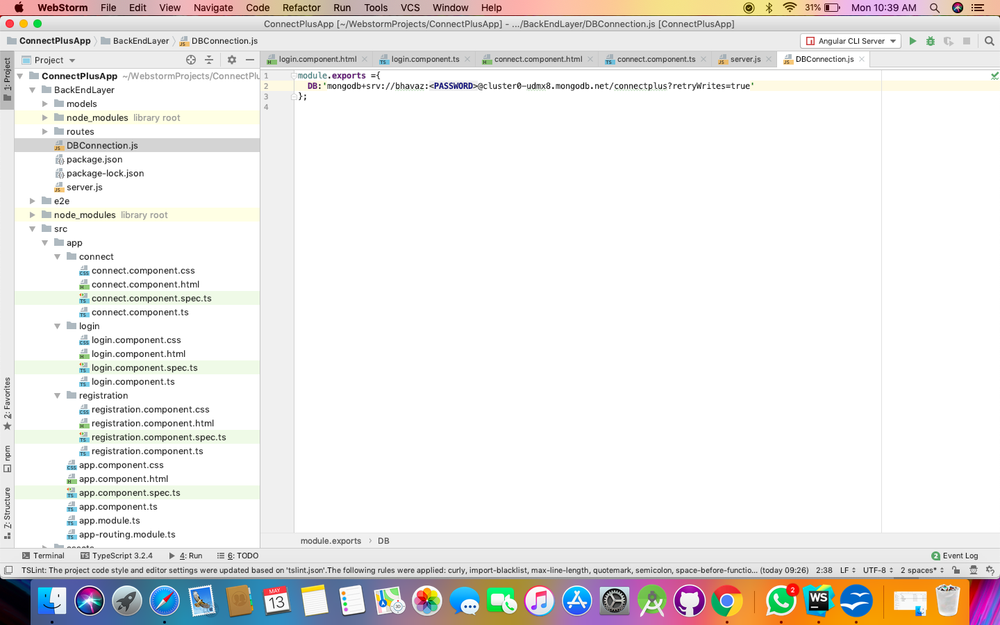 WebStorm File Edit View Navigate Code Refactor Run Tools VCS Window Help 31% Mon 10:39 AM
ConnectPlusApp [~/WebstormProjects/ConnectPlusApp] - .../BackEndLayer/DBConnection.js [ConnectPlusApp]
ConnectPlusApp BackEndLayer DBConnection.js Angular CLI Server
Project
login.component.html login.component.ts connect.component.html connect.component.ts server.js DBConnection.js
1: Project
2: Favorites
npm
Z: Structure
ConnectPlusApp ~/WebstormProjects/ConnectPlu
BackEndLayer
models
node_modules library root
routes
DBConnection.js
package.json
package-lock.json
server.js
e2e
node_modules library root
src
app
connect
connect.component.css
connect.component.html
connect.component.spec.ts
connect.component.ts
login
login.component.css
login.component.html
login.component.spec.ts
login.component.ts
registration
registration.component.css
registration.component.html
registration.component.spec.ts
registration.component.ts
app.component.css
app.component.html
app.component.spec.ts
app.component.ts
app.module.ts
app-routing.module.ts
1 module.exports ={
2 DB:'mongodb+srv://bhavaz:<PASSWORD>@cluster0-udmx8.mongodb.net/connectplus?retryWrites=true'
3 };
4
module.exports › DB
Terminal TypeScript 3.2.4 4: Run 6: TODO 2 Event Log
TSLint: The project code style and editor settings were updated based on 'tslint.json'.The following rules were applied: curly, import-blacklist, max-line-length, quotemark, semicolon, space-before-functio... (today 09:26) 2:38 LF UTF-8 2 spaces*
MAY
13
3D
2
WS